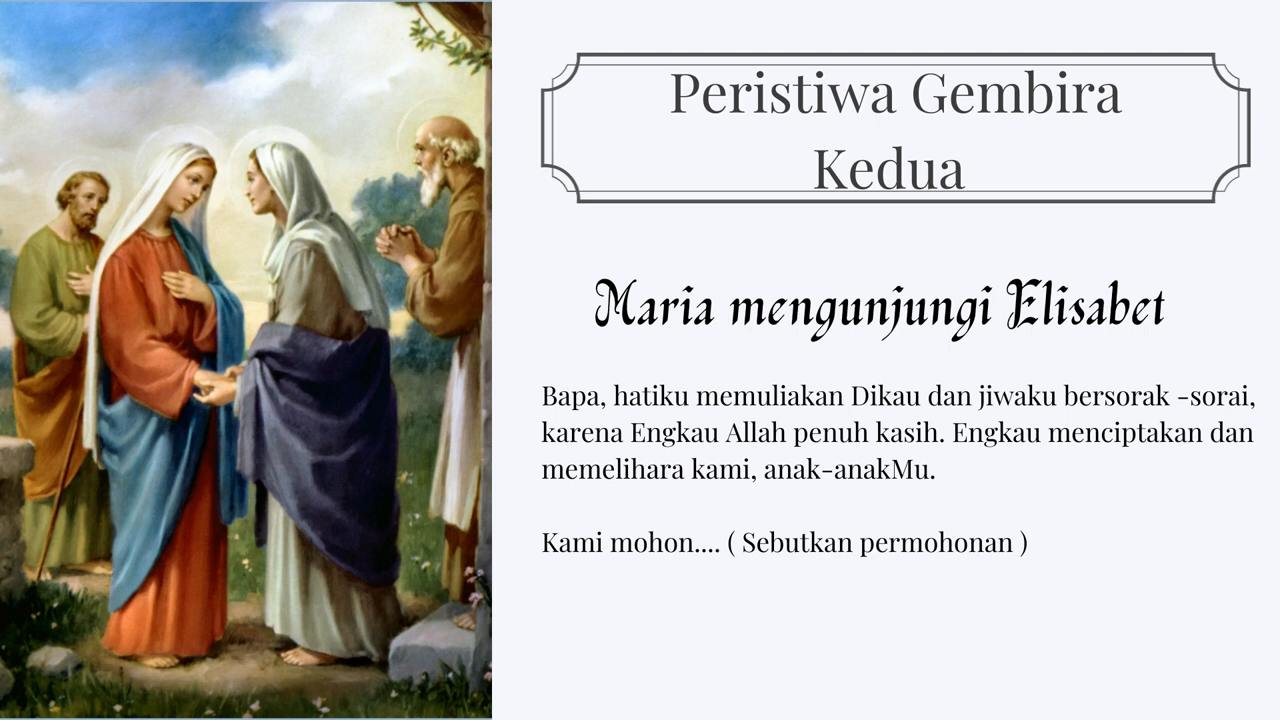 Peristiwa Gembira
Kedua
Maria mengunjungi Elisabet
Bapa, hatiku memuliakan Dikau dan jiwaku bersorak -sorai,
karena Engkau Allah penuh kasih. Engkau menciptakan dan
memelihara kami, anak-anakMu.
Kami mohon.... ( Sebutkan permohonan )